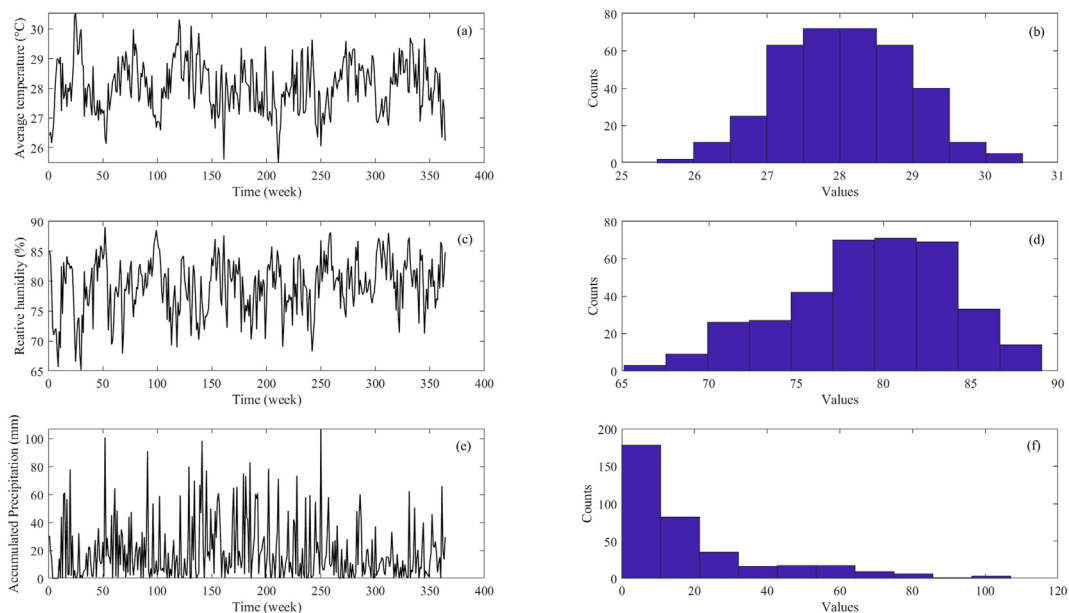 (a)
Average temperature (°C)
30
29
28
27
26
0 50 100 150 200 250 300 350 400
Time (week)
(b)
Counts
80
60
40
20
0
25 26 27 28 29 30 31
Values
(c)
Reative humidity (%)
90
85
80
75
70
65
0 50 100 150 200 250 300 350 400
Time (week)
(d)
Counts
80
60
40
20
0
65 70 75 80 85 90
Values
(e)
Accumulated Precipitation (mm)
100
80
60
40
20
0
0 50 100 150 200 250 300 350 400
Time (week)
(f)
Counts
200
150
100
50
0
0 20 40 60 80 100 120
Values